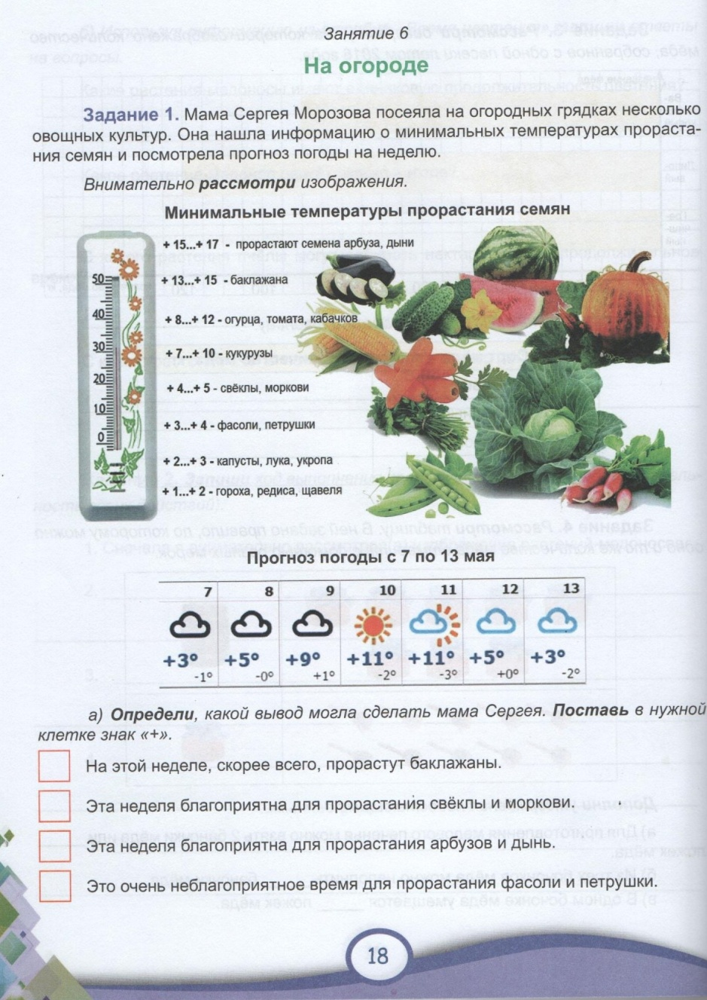 Занятие 6
На огороде
Задание 1. Мама Сергея Морозова посеяла на огородных грядках несколько
овощных культур. Она нашла информацию о минимальных температурах прораста-
ния семян и посмотрела прогноз погоды на неделю.
Внимательно рассмотри изображения.
Минимальные температуры прорастания семян
+ 15...+ 17 - прорастают семена арбуза, дыни
+ 13...+ 15 - баклажана
+ 8...+ 12 - огурца, томата, кабачков
+ 7...+ 10 - кукурузы
+ 4...+ 5 - свёклы, моркови
+ 3...+ 4 - фасоли, петрушки
+ 2...+ 3 - капусты, лука, укропа
+ 1...+ 2 - гороха, редиса, щавеля
50
40
30
20
10
0
Прогноз погоды с 7 по 13 мая
7 8 9 10 11 12 13
+3° +5° +9° +11° +11° +5° +3°
-1° -0° +1° -2° -3° +0° -2°
а) Определи, какой вывод могла сделать мама Сергея. Поставь в нужной
клетке знак «+».
На этой неделе, скорее всего, прорастут баклажаны.
Эта неделя благоприятна для прорастания свёклы и моркови.
Эта неделя благоприятна для прорастания арбузов и дынь.
Это очень неблагоприятное время для прорастания фасоли и петрушки.
18